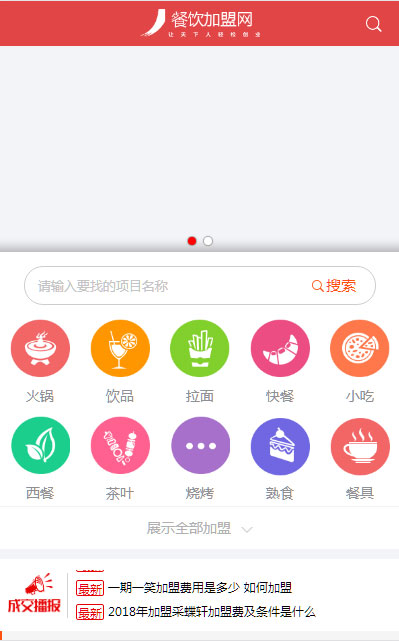 餐饮加盟网
让天下人轻松创业
请输入要找的项目名称
搜索
火锅 饮品 拉面 快餐 小吃
西餐 茶叶 烧烤 熟食 餐具
展示全部加盟
成交播报
最新 一期一笑加盟费用是多少 如何加盟
最新 2018年加盟采蝶轩加盟费及条件是什么